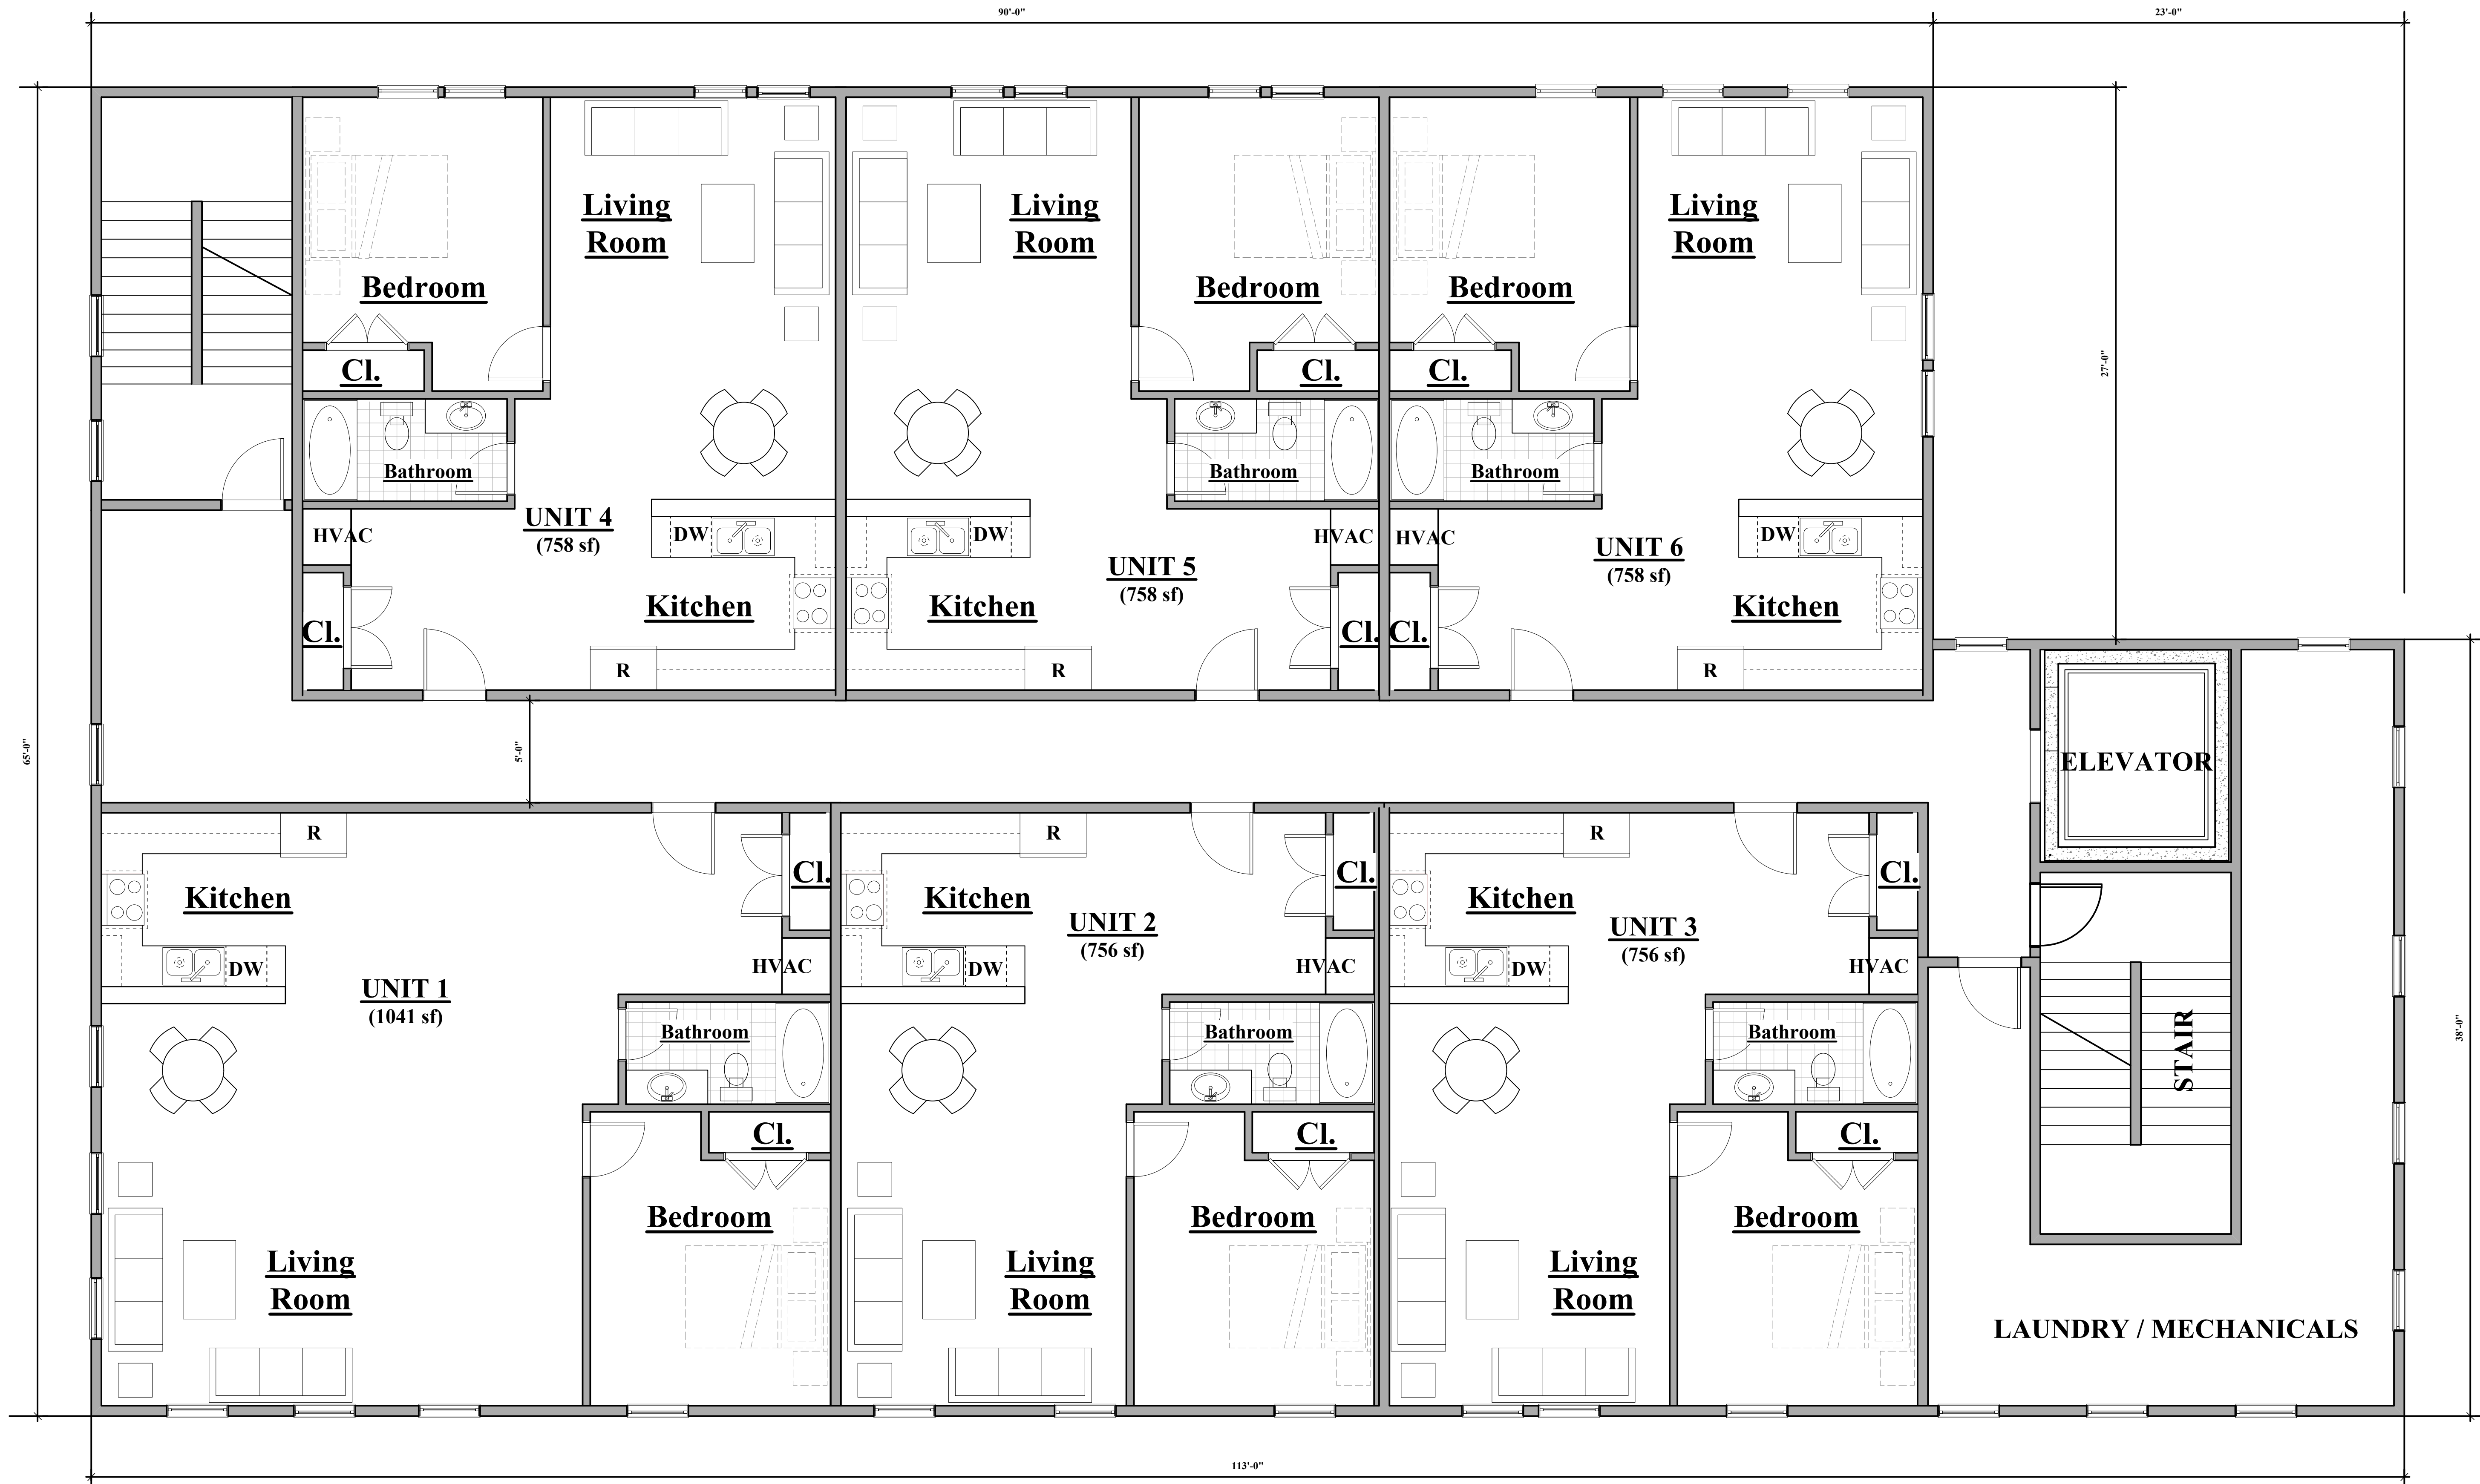 90'-0"
23'-0"
Living
Room
Living
Room
Living
Room
Bedroom
Bedroom
Bedroom
Cl.
Cl.
Cl.
27'-0"
Bathroom
Bathroom
Bathroom
UNIT 4
(758 sf)
DW
DW
DW
HVAC
HVAC
HVAC
UNIT 5
(758 sf)
UNIT 6
(758 sf)
Kitchen
Kitchen
Kitchen
Cl.
Cl.
Cl.
R
R
R
65'-0"
5'-0"
ELEVATOR
R
R
R
Cl.
Cl.
Cl.
Kitchen
Kitchen
Kitchen
UNIT 2
(756 sf)
UNIT 3
(756 sf)
DW
DW
DW
HVAC
HVAC
HVAC
UNIT 1
(1041 sf)
Bathroom
Bathroom
Bathroom
STAIR
38'-0"
Cl.
Cl.
Cl.
Bedroom
Bedroom
Bedroom
Living
Room
Living
Room
Living
Room
LAUNDRY / MECHANICALS
113'-0"